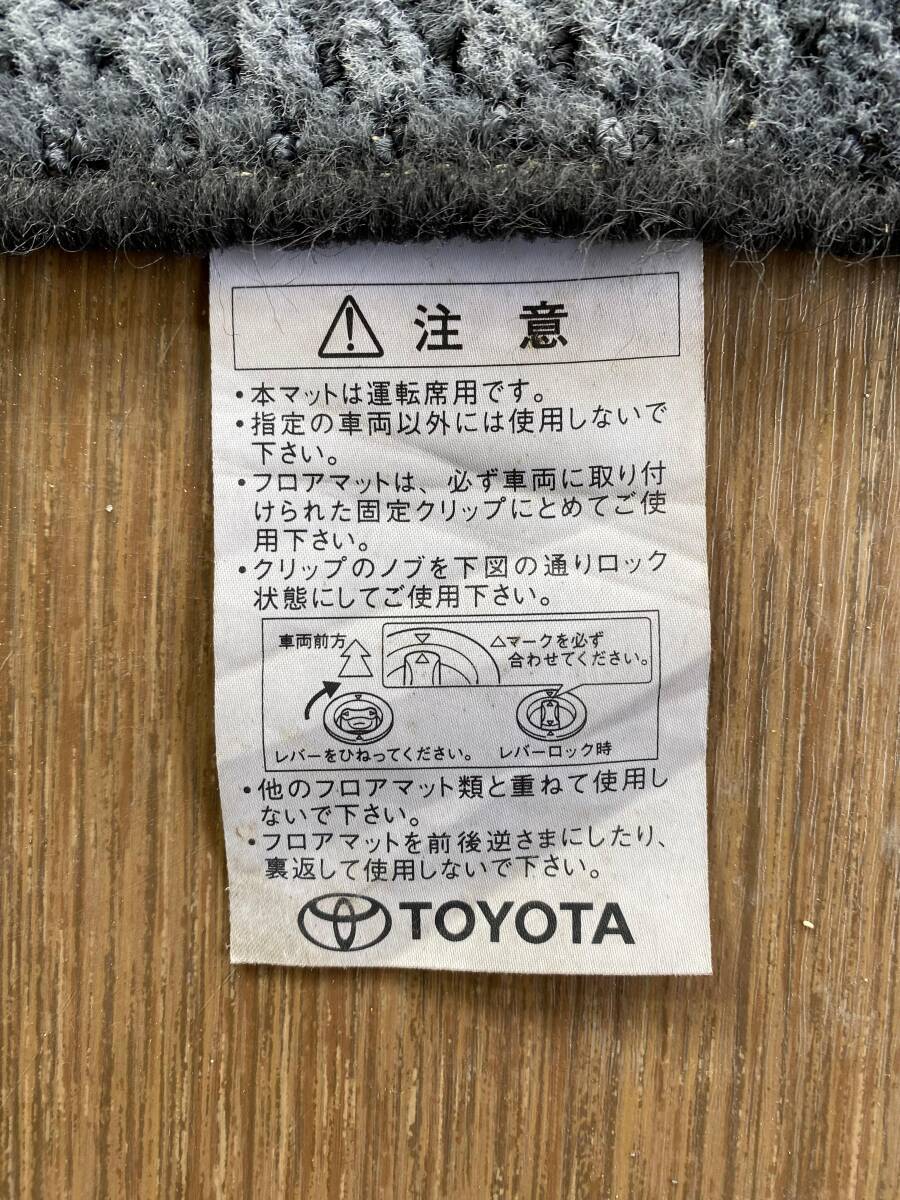 注意
・本マットは運転席用です。
・指定の車両以外には使用しないで
下さい。
・フロアマットは、必ず車両に取り付
けられた固定クリップにとめてご使
用下さい。
・クリップのノブを下図の通りロック
状態にしてご使用下さい。
車両前方
△マークを必ず
合わせてください。
レバーをひねってください。
レバーロック時
・他のフロアマット類と重ねて使用し
ないで下さい。
・フロアマットを前後逆さまにしたり、
裏返して使用しないで下さい。
TOYOTA